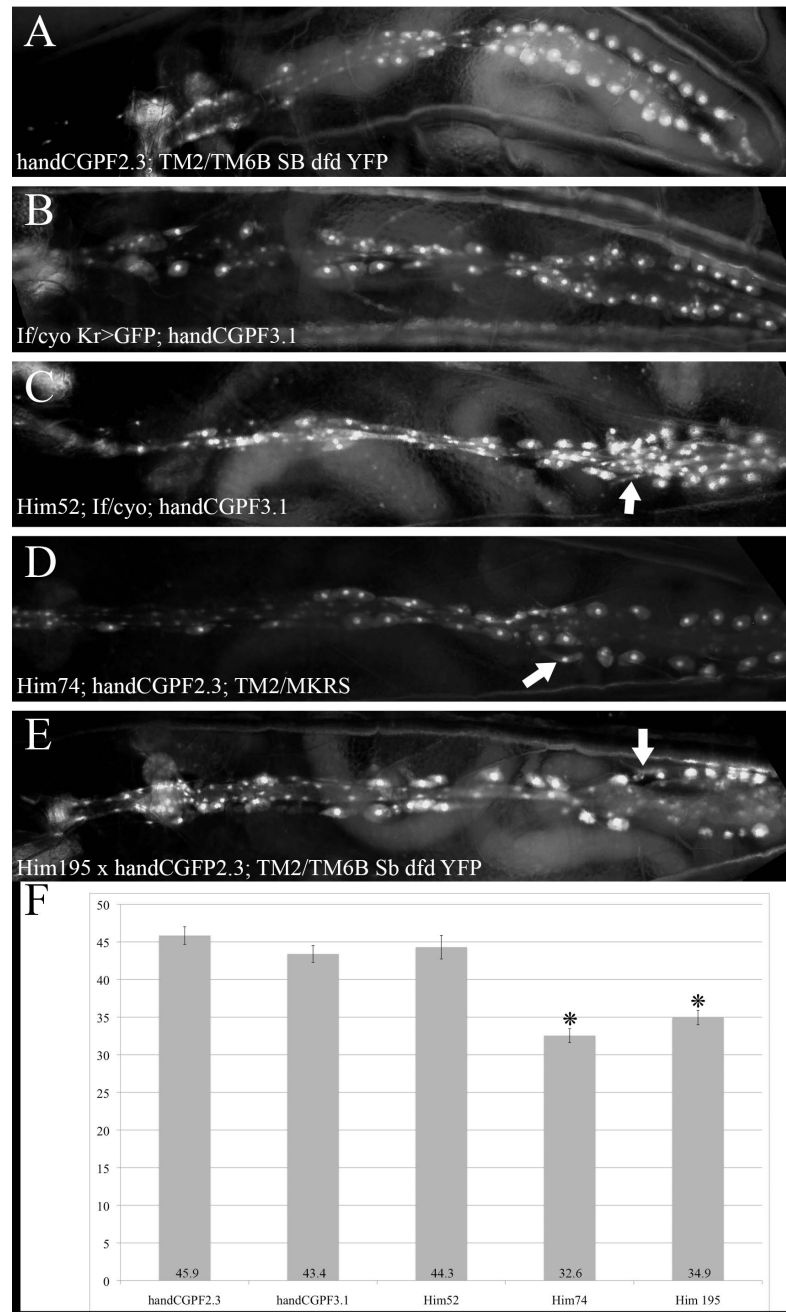 A
handCGPF2.3; TM2/TM6B SB dfd YFP
B
If/cyo Kr>GFP; handCGPF3.1
C
Him52; If/cyo; handCGPF3.1
D
Him74; handCGPF2.3; TM2/MKRS
E
Him195 x handCGFP2.3; TM2/TM6B Sb dfd YFP
F
50
45
40
35
30
25
20
15
10
5
0
* *
45.9 43.4 44.3 32.6 34.9
handCGPF2.3 handCGPF3.1 Him52 Him74 Him 195